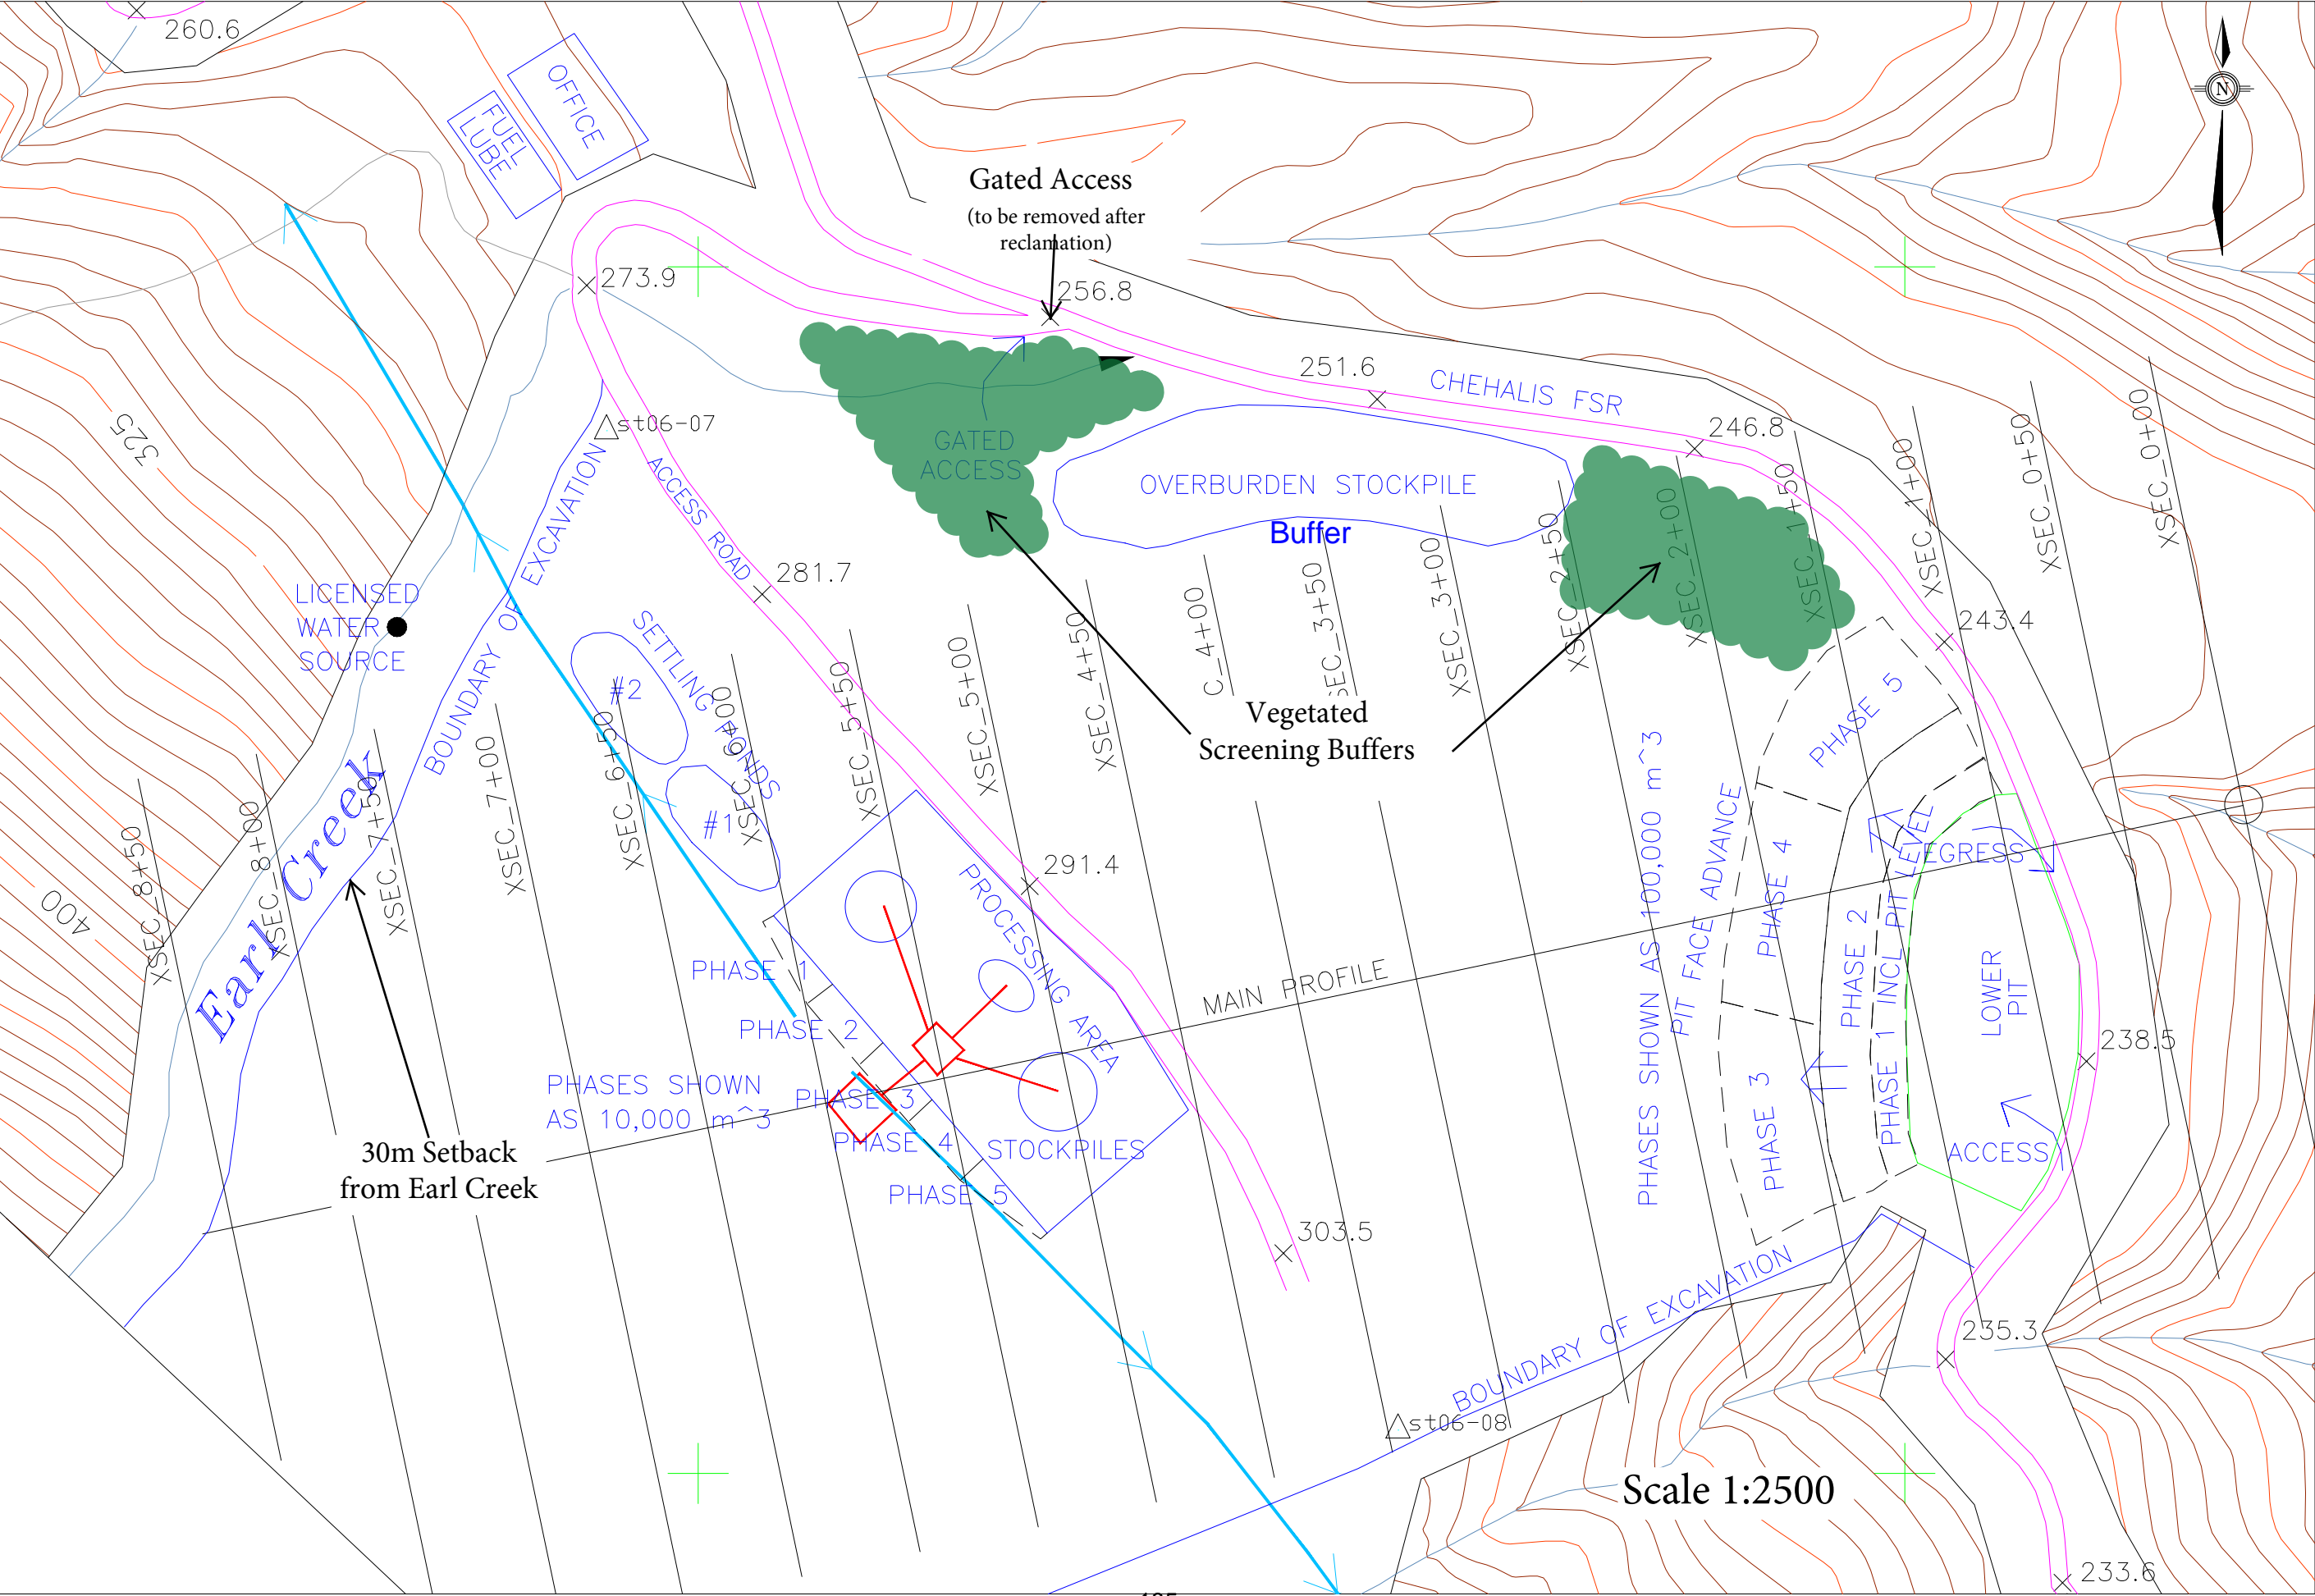 260.6
OFFICE
FUEL
LUBE
N
Gated Access
(to be removed after
reclamation)
273.9
256.8
251.6
CHEHALIS FSR
246.8
325
st06-07
GATED
ACCESS
OVERBURDEN STOCKPILE
Buffer
XSEC_0+00
XSEC_0+50
XSEC_1+00
XSEC_1+50
XSEC_2+00
XSEC_2+50
XSEC_3+00
SEC_3+50
C_4+00
XSEC_4+50
XSEC_5+00
XSEC_5+50
XSEC_6+00
XSEC_6+50
XSEC_7+00
XSEC_7+50
XSEC_8+00
XSEC_8+50
ACCESS ROAD
BOUNDARY OF EXCAVATION
281.7
LICENSED
WATER
SOURCE
243.4
SETTLING PONDS
#2
#1
Vegetated
Screening Buffers
PHASE 5
PHASES SHOWN AS 100,000 m^3
PIT FACE ADVANCE
PHASE 4
PHASE 2
PHASE 1 INCL PIT LEVEL
PHASE 3
EGRESS
LOWER
PIT
ACCESS
Earl Creek
400
291.4
PROCESSING AREA
MAIN PROFILE
PHASE 1
PHASE 2
PHASES SHOWN
AS 10,000 m^3
PHASE 3
PHASE 4
PHASE 5
STOCKPILES
238.5
30m Setback
from Earl Creek
303.5
BOUNDARY OF EXCAVATION
235.3
st06-08
Scale 1:2500
233.6